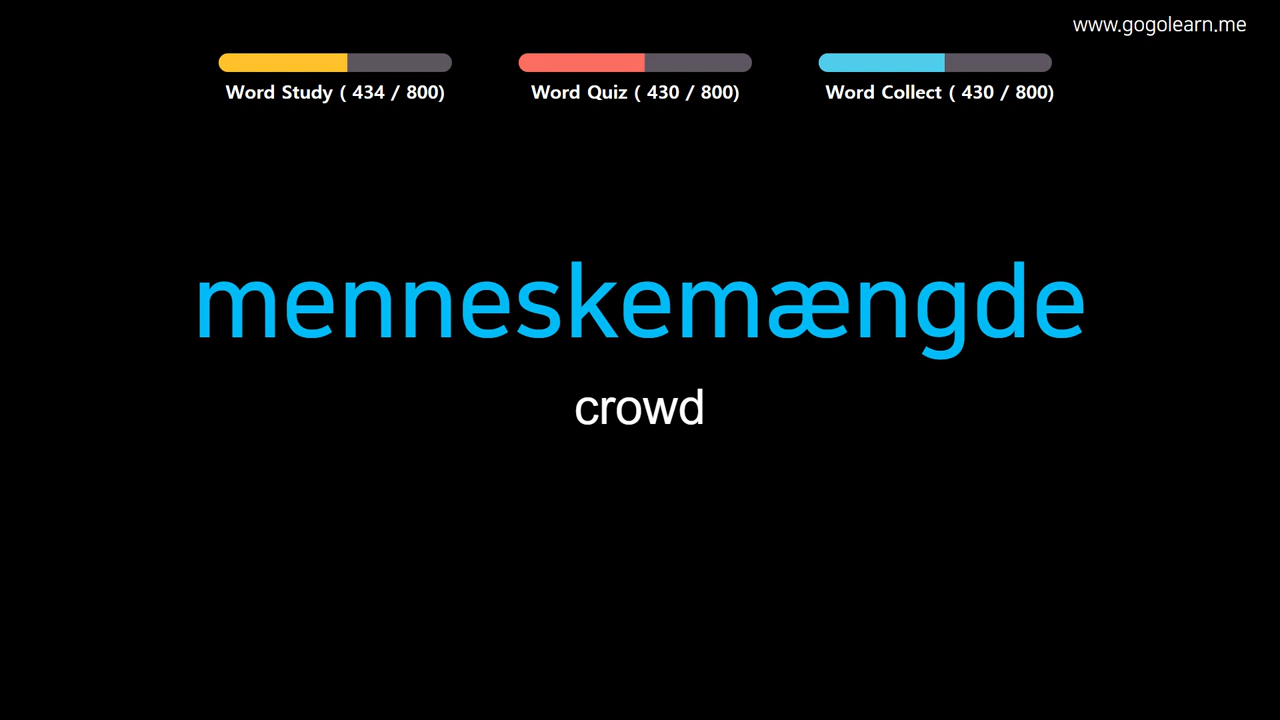 www.gogolearn.me
Word Study ( 434 / 800)
Word Quiz ( 430 / 800)
Word Collect ( 430 / 800)
menneskemængde
crowd